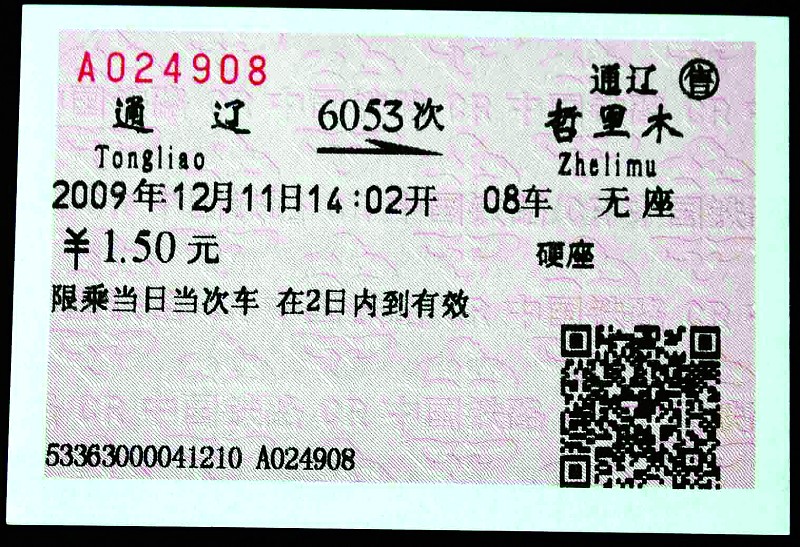 A024908
通辽 售
通辽 6053次 哲里木
Tongliao Zhelimu
2009年12月11日14:02开 08车 无座
¥1.50元 硬座
限乘当日当次车 在2日内到有效
53363000041210 A024908